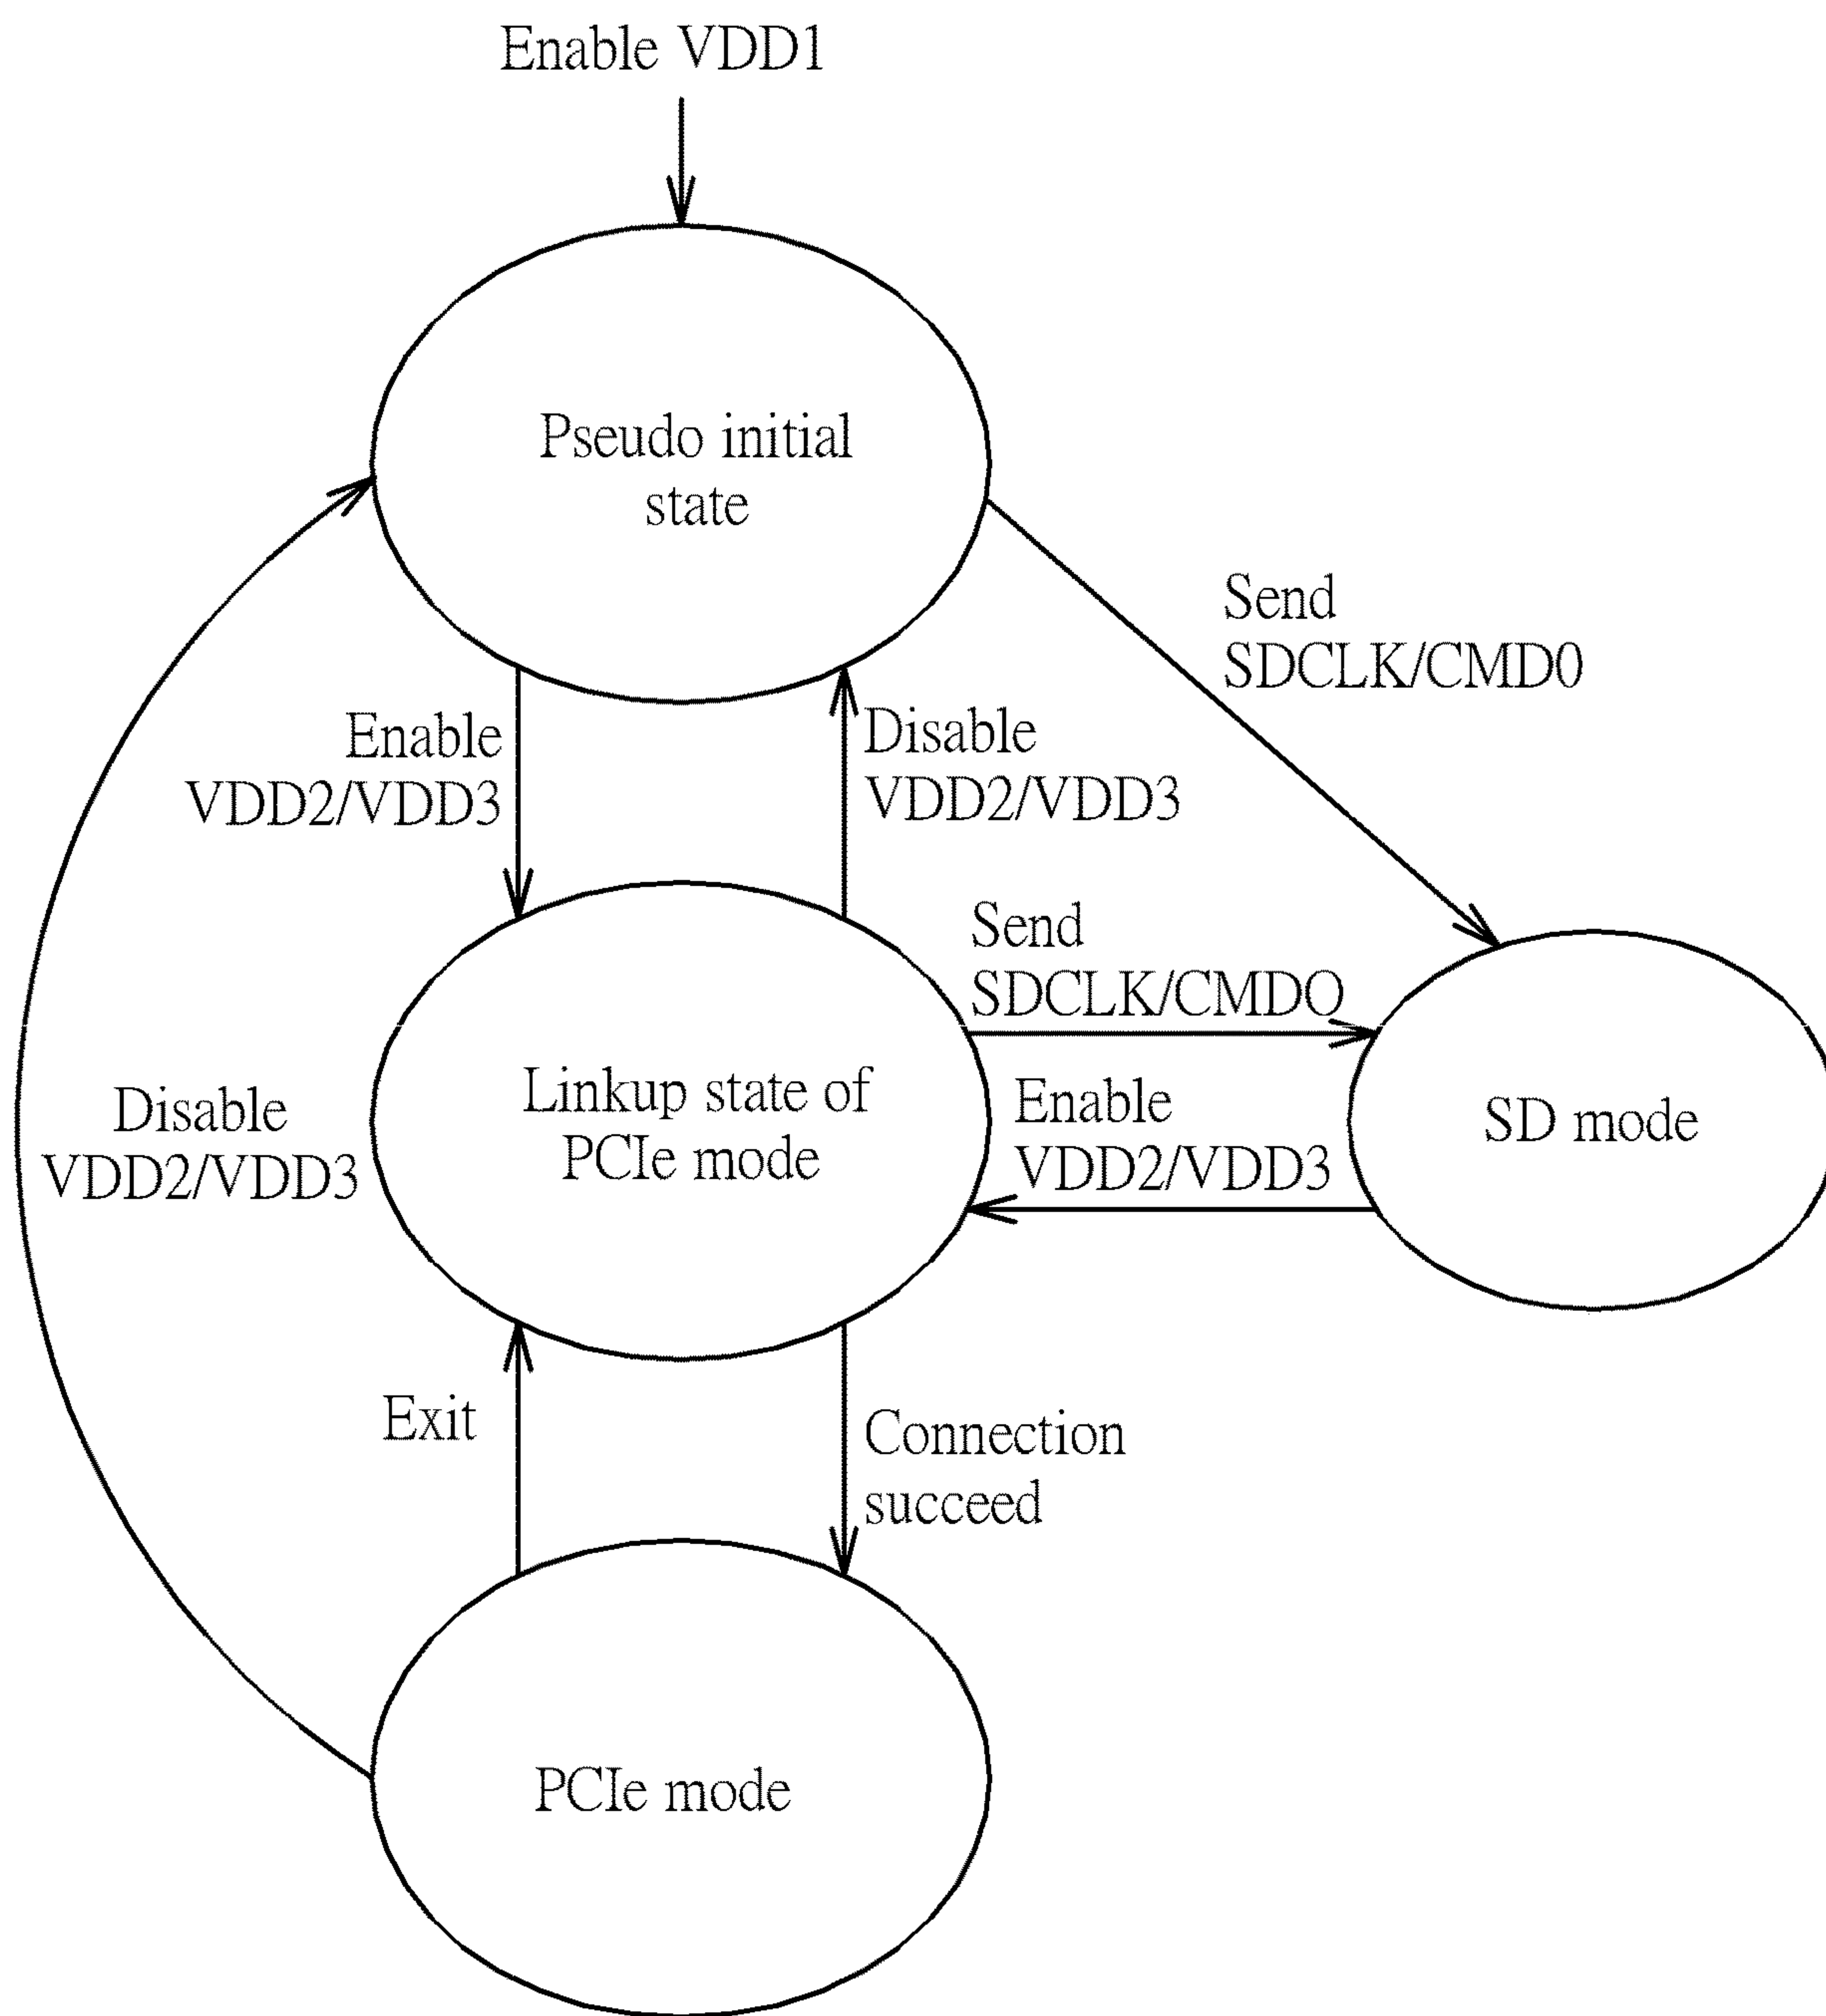 Enable VDD1
Pseudo initial
state
Send
SDCLK/CMD0
Enable
VDD2/VDD3
Disable
VDD2/VDD3
Send
SDCLK/CMDO
Linkup state of
PCIe mode
Enable
VDD2/VDD3
SD mode
Disable
VDD2/VDD3
Exit
Connection
succeed
PCIe mode